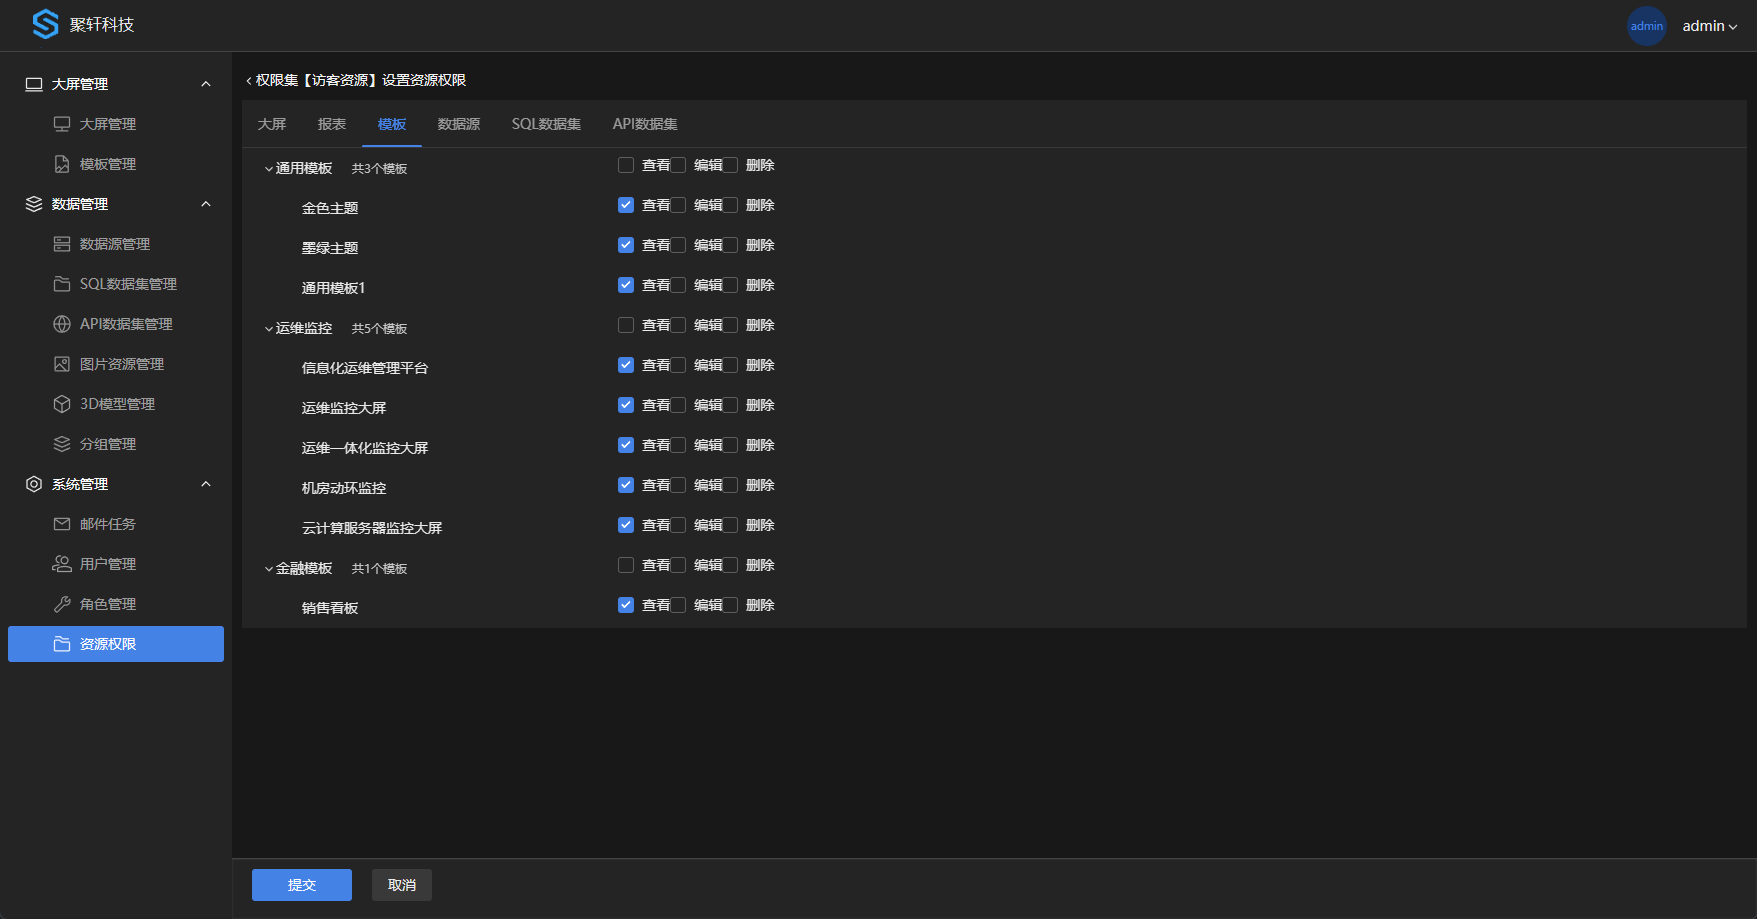 聚轩科技
admin
admin
大屏管理
大屏管理
模板管理
数据管理
数据源管理
SQL数据集管理
API数据集管理
图片资源管理
3D模型管理
分组管理
系统管理
邮件任务
用户管理
角色管理
资源权限
权限集【访客资源】设置资源权限
大屏 报表 模板 数据源 SQL数据集 API数据集
通用模板 共3个模板 查看 编辑 删除
金色主题 查看 编辑 删除
墨绿主题 查看 编辑 删除
通用模板1 查看 编辑 删除
运维监控 共5个模板 查看 编辑 删除
信息化运维管理平台 查看 编辑 删除
运维监控大屏 查看 编辑 删除
运维一体化监控大屏 查看 编辑 删除
机房动环监控 查看 编辑 删除
云计算服务器监控大屏 查看 编辑 删除
金融模板 共1个模板 查看 编辑 删除
销售看板 查看 编辑 删除
提交 取消